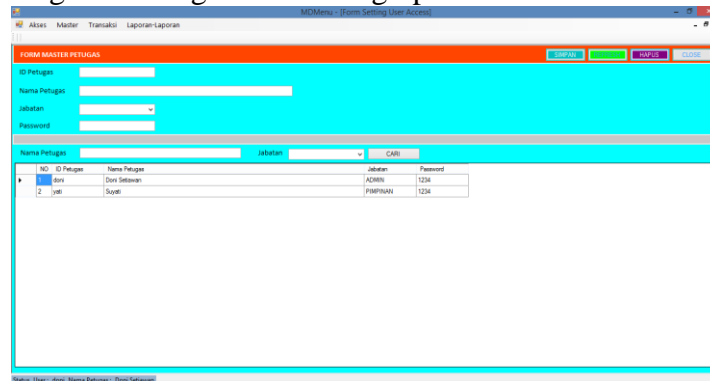 MDMenu - [Form Setting User Access]
Akses Master Transaksi Laporan-Laporan
FORM MASTER PETUGAS SIMPAN HAPUS CLOSE
ID Petugas
Nama Petugas
Jabatan
Password
Nama Petugas Jabatan CARI
NO ID Petugas Nama Petugas Jabatan Password
1 doni Doni Setiawan ADMIN 1234
2 yati Suyati PIMPINAN 1234
Status User : doni Nama Petugas : Doni Setiawan